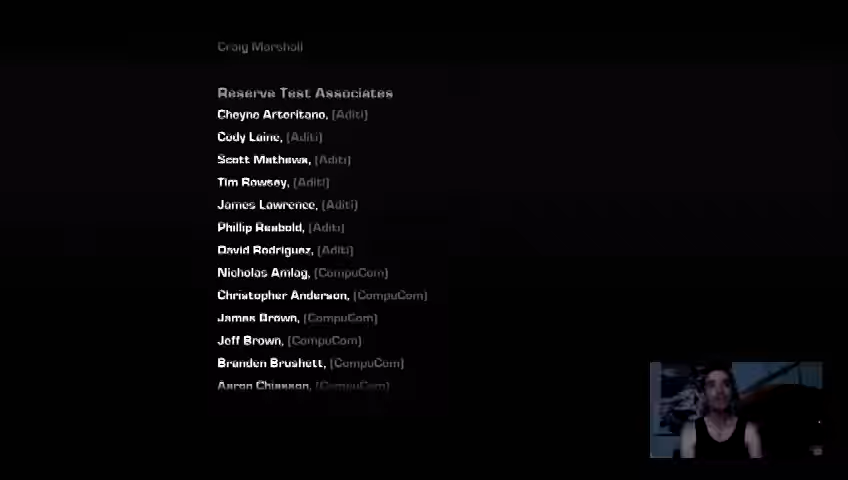 Craig Marshall
Reserve Test Associates
Cheyne Artoritano, (Aditi)
Cody Laine, (Aditi)
Scott Mathews, (Aditi)
Tim Rowsey, (Aditi)
James Lawrence, (Aditi)
Phillip Reabold, (Aditi)
David Rodriguez, (Aditi)
Nicholas Amlag, (CompuCom)
Christopher Anderson, (CompuCom)
James Brown, (CompuCom)
Jeff Brown, (CompuCom)
Branden Brushett, (CompuCom)
Aaron Chiasson, (CompuCom)